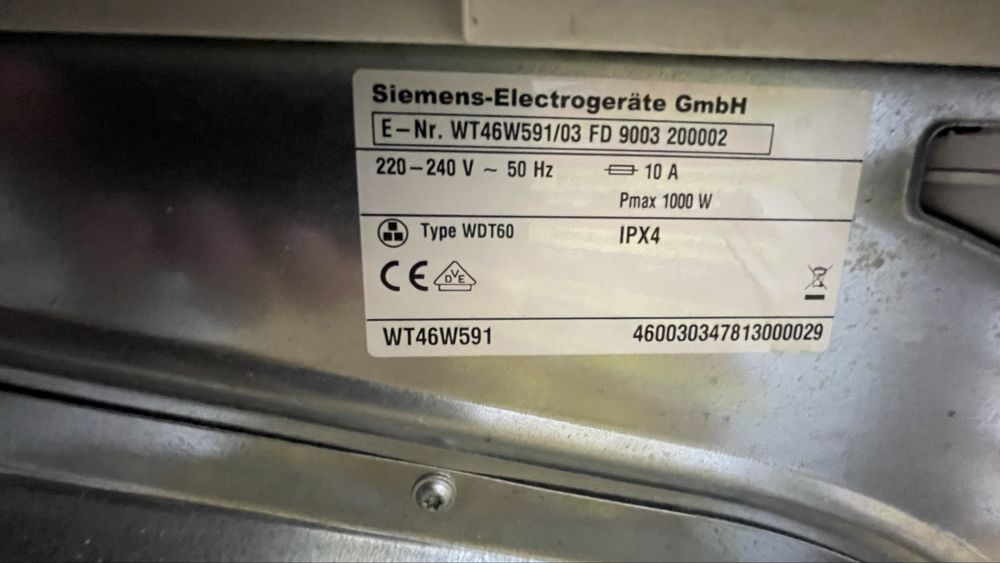 Siemens-Electrogeräte GmbH
E-Nr. WT46W591/03 FD 9003 200002
220-240 V ~ 50 Hz 10 A
Pmax 1000 W
Type WDT60 IPX4
CE DVE
WT46W591 460030347813000029